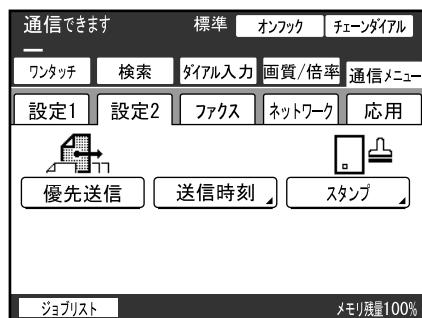 通信できます 標準 オンフック チェーンダイアル
ワンタッチ 検索 ダイアル入力 画質/倍率 通信メニュー
設定1 設定2 ファクス ネットワーク 応用
優先送信 送信時刻 スタンプ
ジョブリスト メモリ残量100%